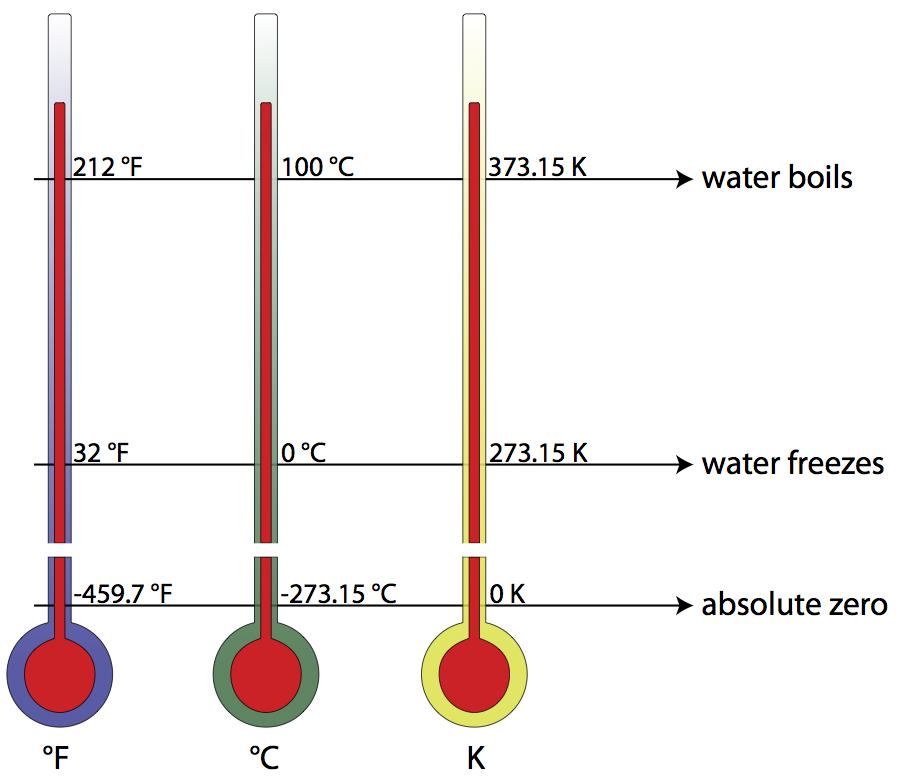 212 °F 100 °C 373.15 K water boils
32 °F 0 °C 273.15 K water freezes
-459.7 °F -273.15 °C 0 K absolute zero
°F °C K